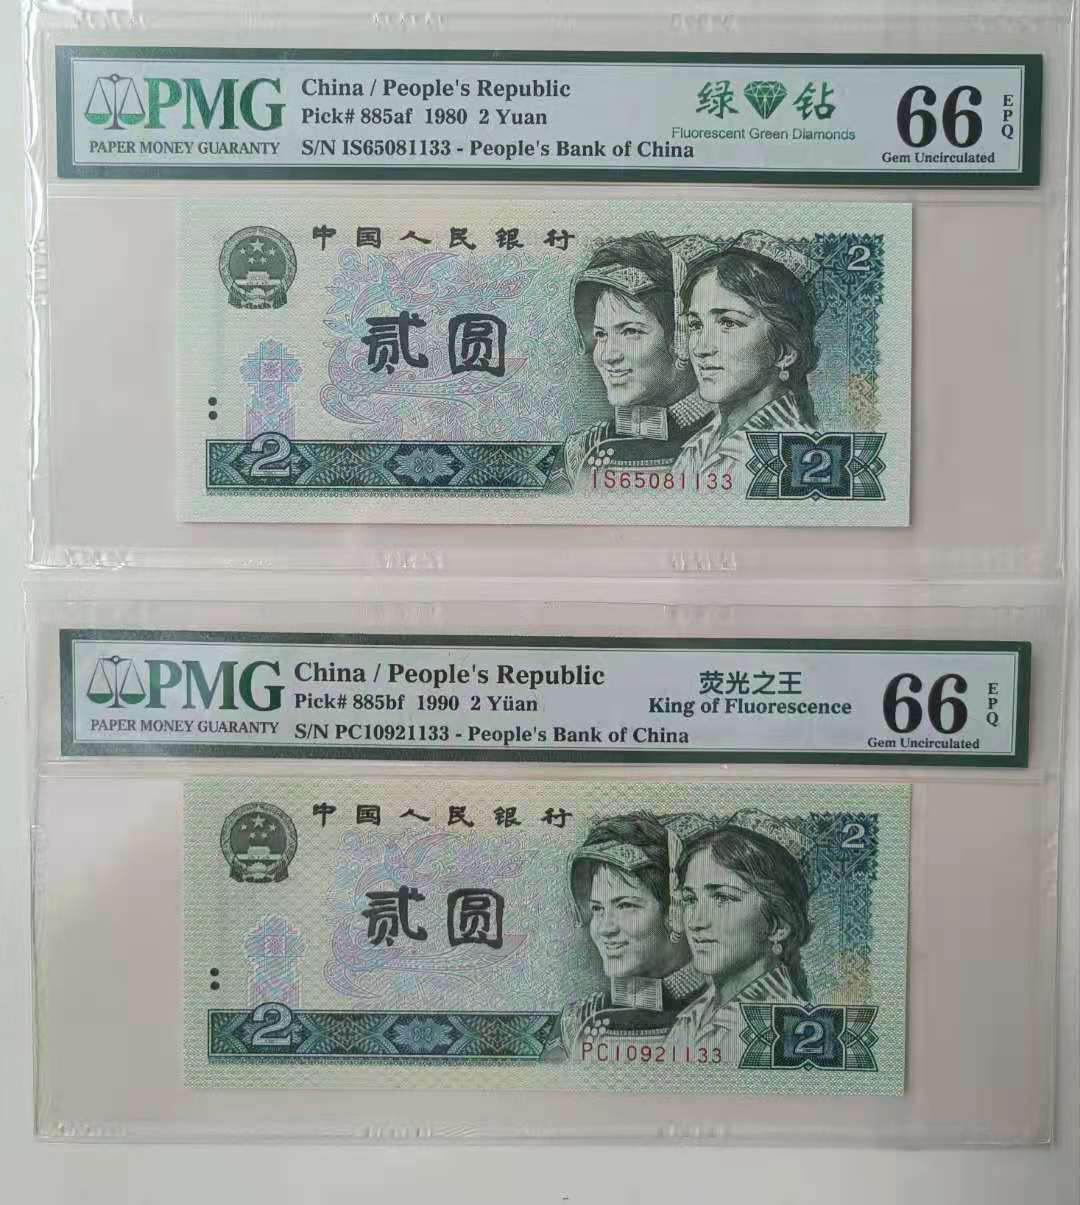 PMG
PAPER MONEY GUARANTY
China / People's Republic
Pick# 885af 1980 2 Yuan
S/N IS65081133 - People's Bank of China
绿 钻
Fluorescent Green Diamonds
66
EPQ
Gem Uncirculated
中国人民银行
2
贰圆
2
IS65081133
2
PMG
PAPER MONEY GUARANTY
China / People's Republic
Pick# 885bf 1990 2 Yüan
S/N PC10921133 - People's Bank of China
荧光之王
King of Fluorescence
66
EPQ
Gem Uncirculated
中国人民银行
2
贰圆
2
PC10921133
2